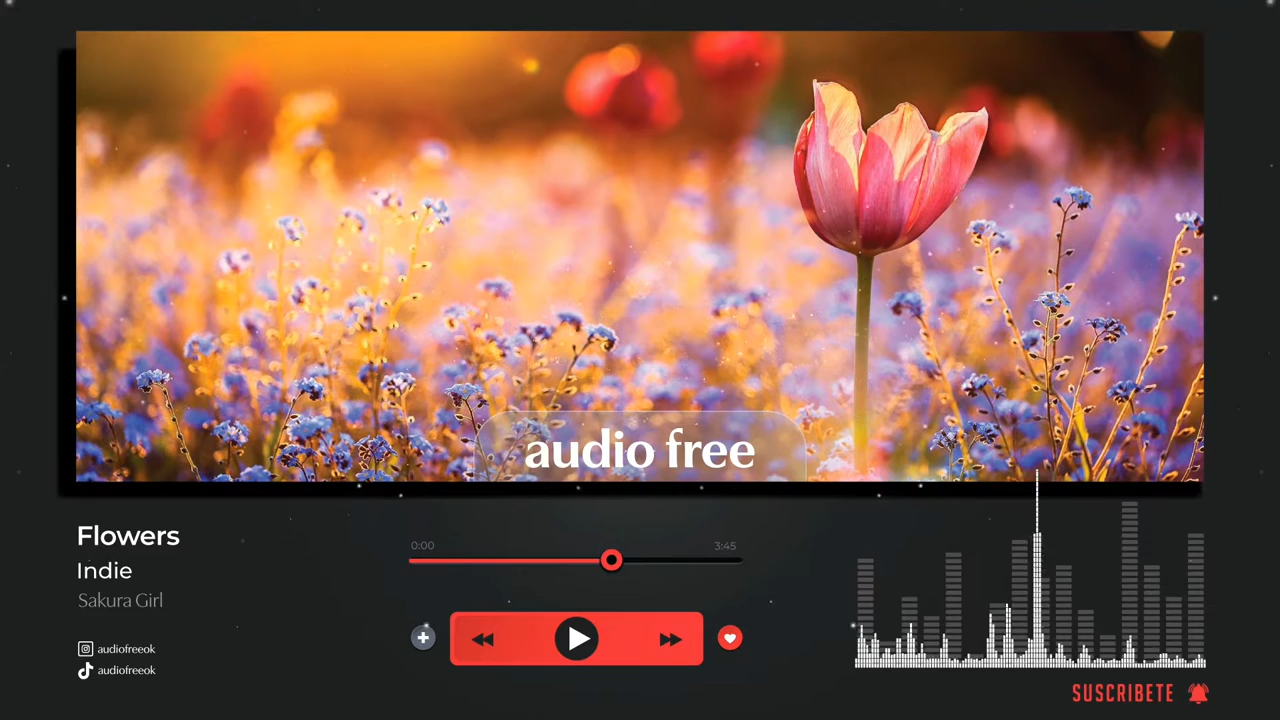 audio free
Flowers
Indie
Sakura Girl
audiofreeok
audiofreeok
0:00
3:45
SUSCRIBETE